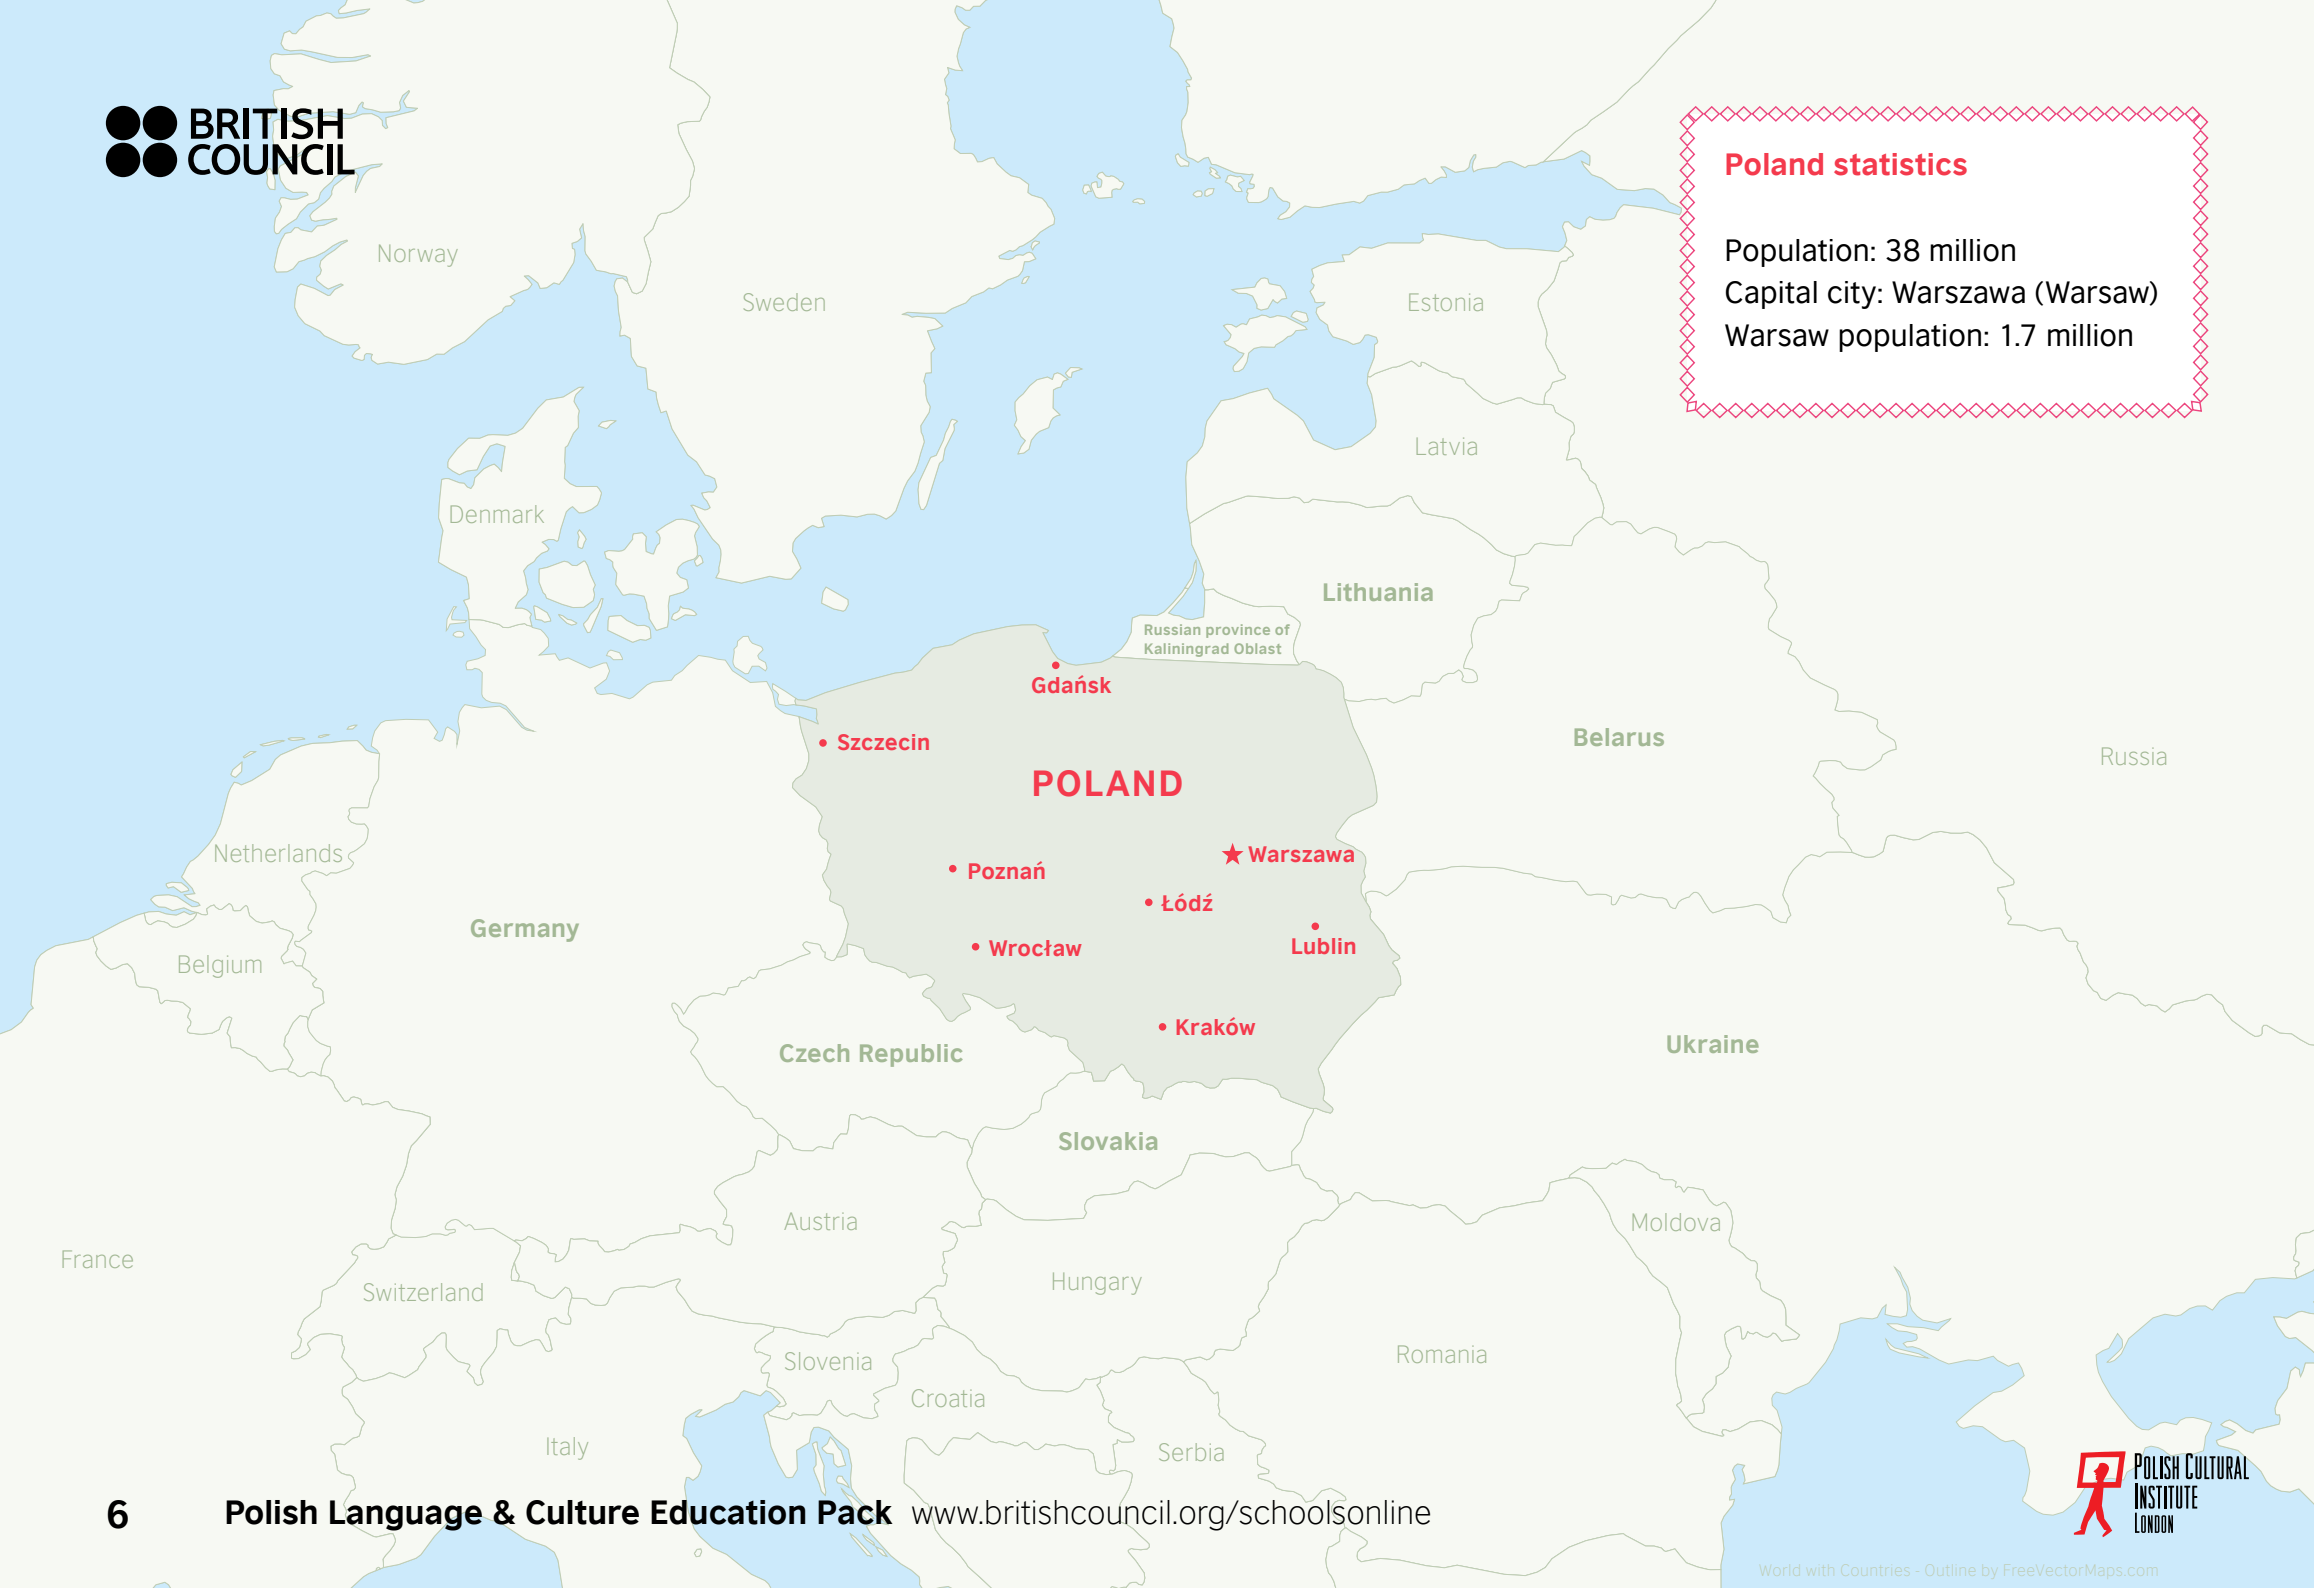 BRITISH
COUNCIL
Poland statistics
Population: 38 million
Capital city: Warszawa (Warsaw)
Warsaw population: 1.7 million
Norway
Sweden
Estonia
Latvia
Denmark
Lithuania
Russian province of
Kaliningrad Oblast
Gdańsk
Szczecin
POLAND
Belarus
Russia
Netherlands
Poznań
Warszawa
Łódź
Germany
Wrocław
Lublin
Belgium
Kraków
Czech Republic
Ukraine
Slovakia
Austria
Moldova
France
Switzerland
Hungary
Slovenia
Romania
Croatia
Italy
Serbia
POLISH CULTURAL
INSTITUTE
LONDON
6 Polish Language & Culture Education Pack www.britishcouncil.org/schoolsonline
World with Countries - Outline by FreeVectorMaps.com